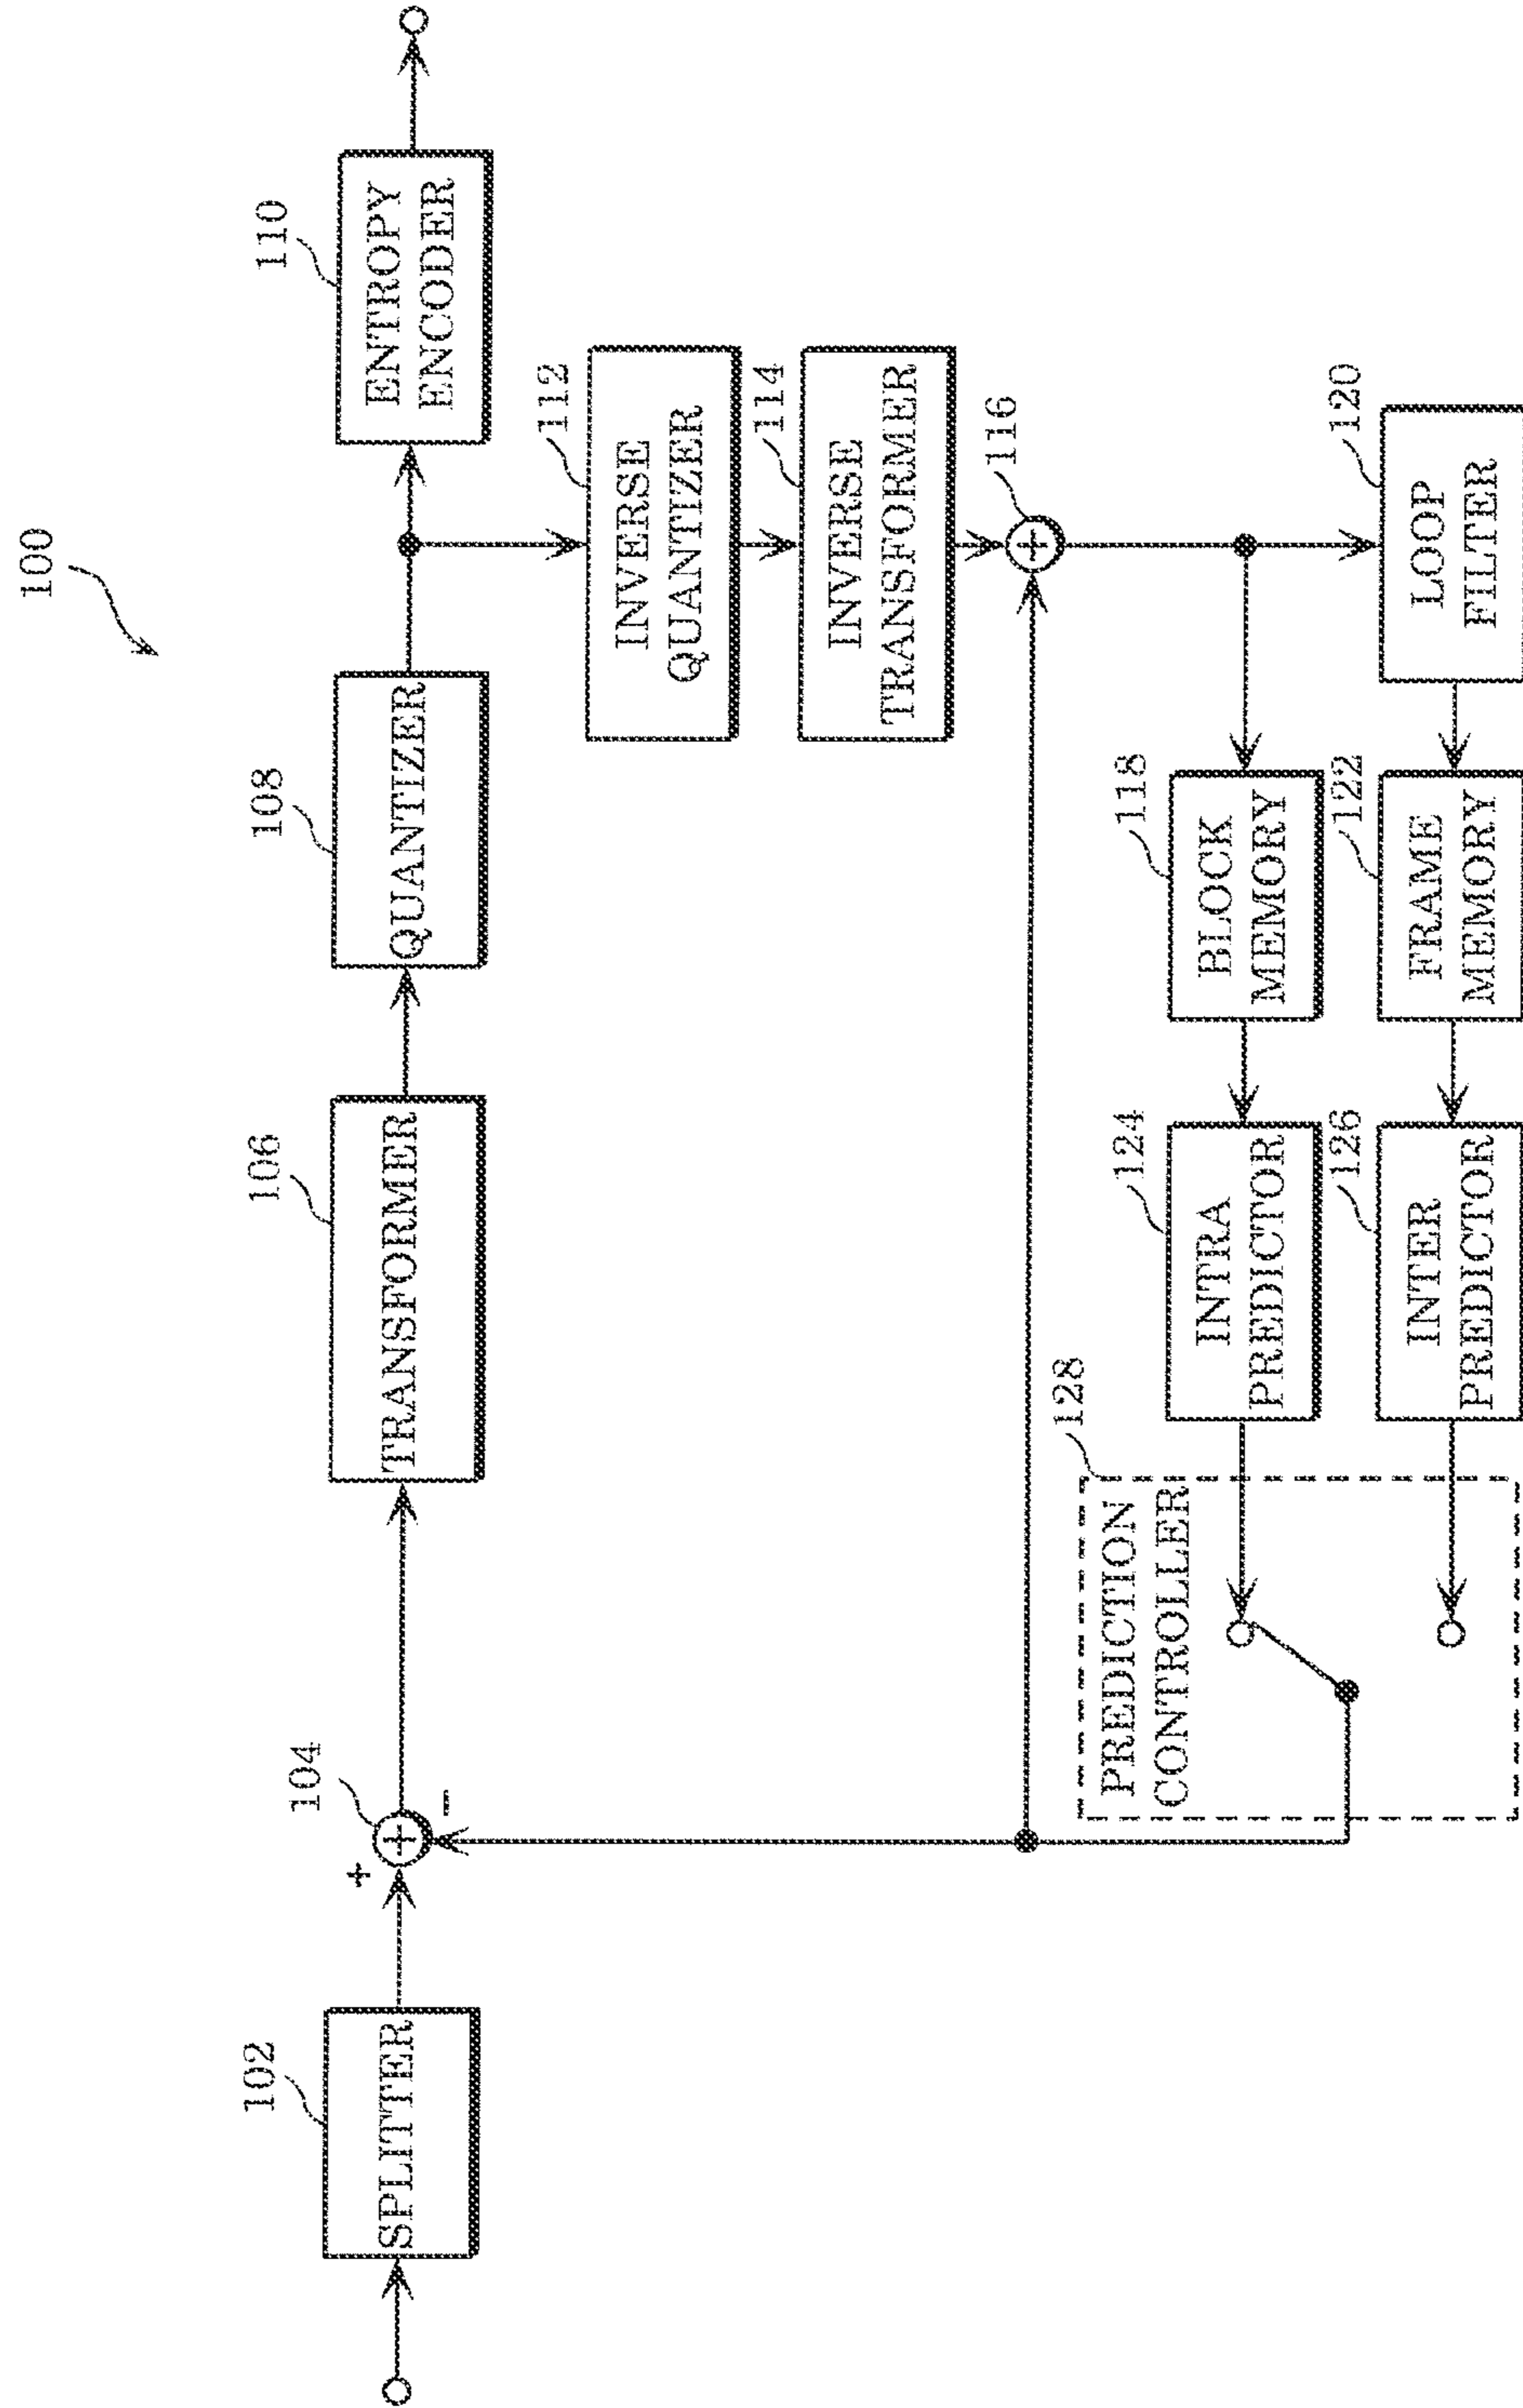 100
102
SPLITTER
104
+
-
106
TRANSFORMER
108
QUANTIZER
110
ENTROPY
ENCODER
112
INVERSE
QUANTIZER
114
INVERSE
TRANSFORMER
116
+
+
128
PREDICTION
CONTROLLER
124
INTRA
PREDICTOR
118
BLOCK
MEMORY
126
INTER
PREDICTOR
122
FRAME
MEMORY
120
LOOP
FILTER